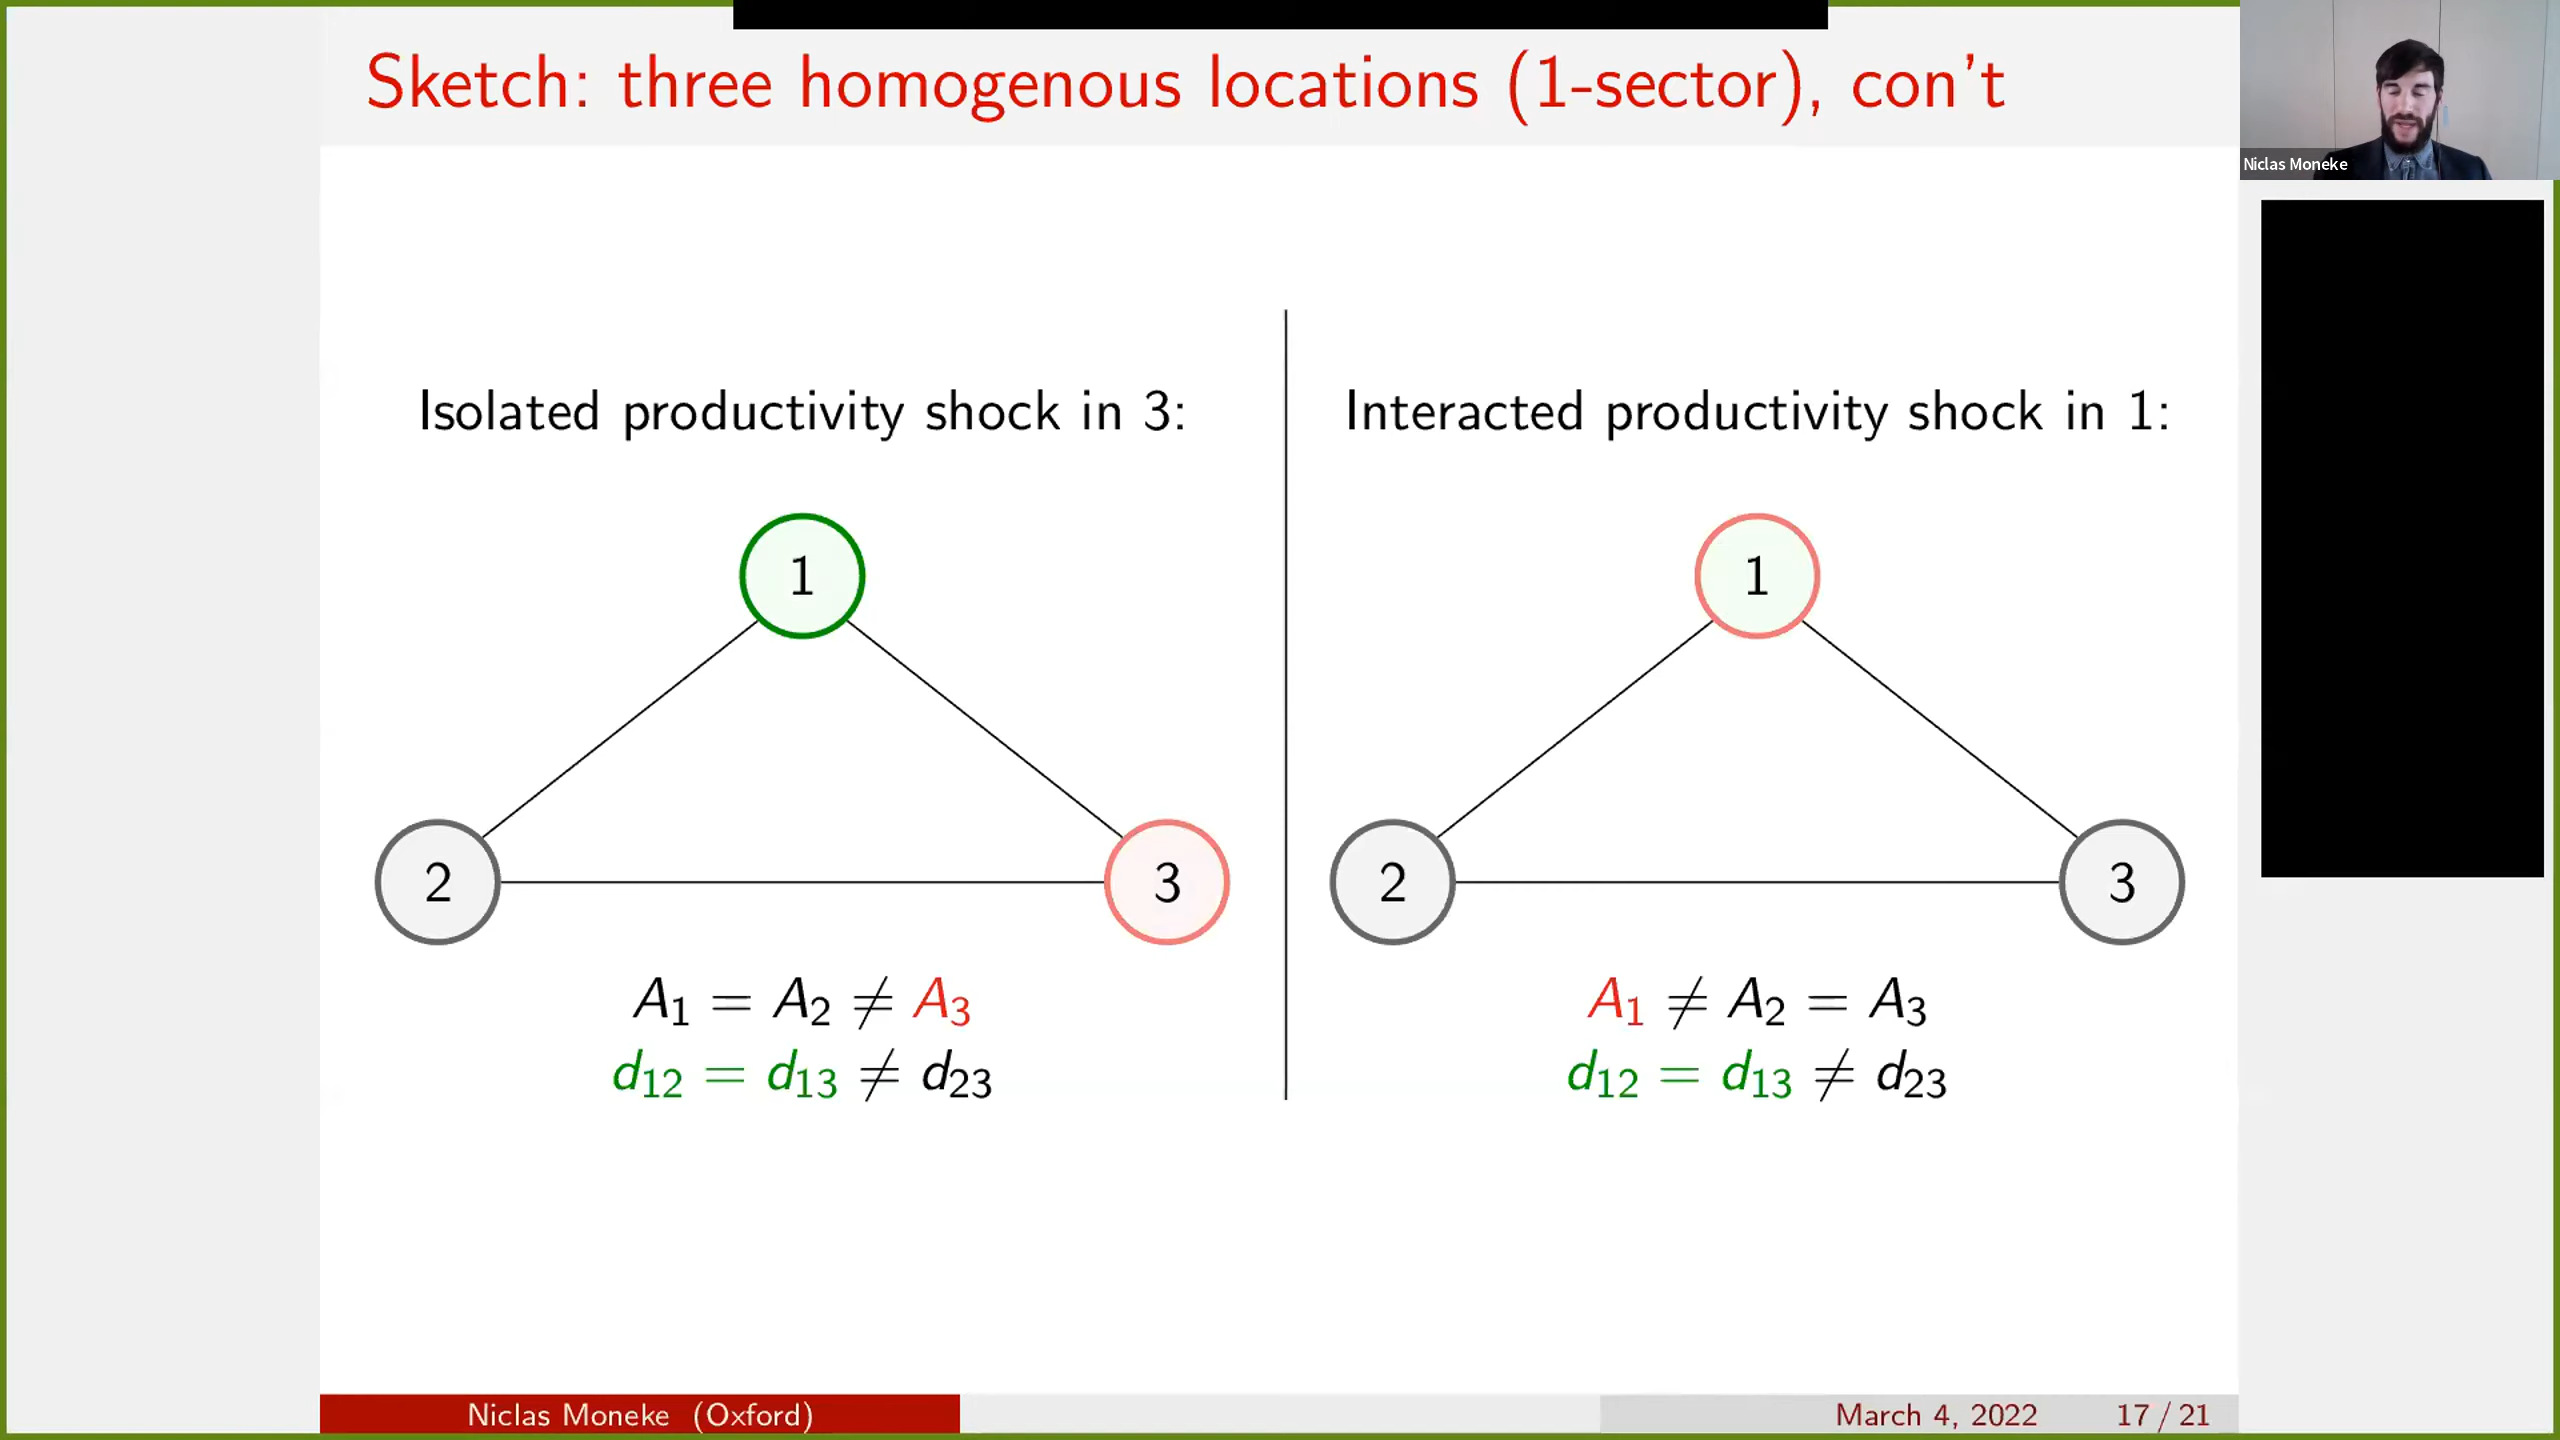 Sketch: three homogenous locations (1-sector), con't
Niclas Moneke
Isolated productivity shock in 3:
1
2
3
A₁ = A₂ ≠ A₃
d₁₂ = d₁₃ ≠ d₂₃
Interacted productivity shock in 1:
1
2
3
A₁ ≠ A₂ = A₃
d₁₂ = d₁₃ ≠ d₂₃
Niclas Moneke (Oxford)
March 4, 2022 17 / 21